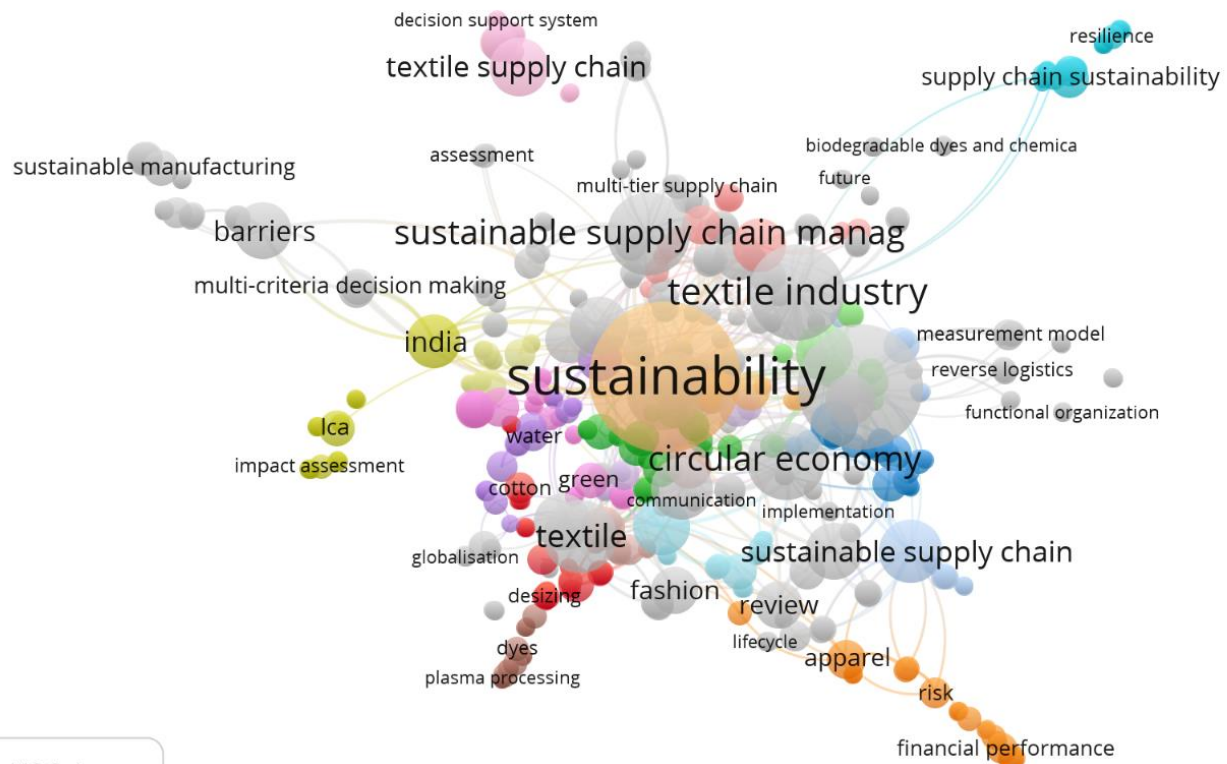 decision support system
textile supply chain
resilience
supply chain sustainability
biodegradable dyes and chemica
assessment
sustainable manufacturing
multi-tier supply chain
future
barriers
sustainable supply chain manag
multi-criteria decision making
textile industry
india
measurement model
sustainability
reverse logistics
functional organization
lca
water
impact assessment
circular economy
cotton
green
communication
implementation
textile
globalisation
sustainable supply chain
desizing
fashion
review
lifecycle
dyes
apparel
plasma processing
risk
financial performance